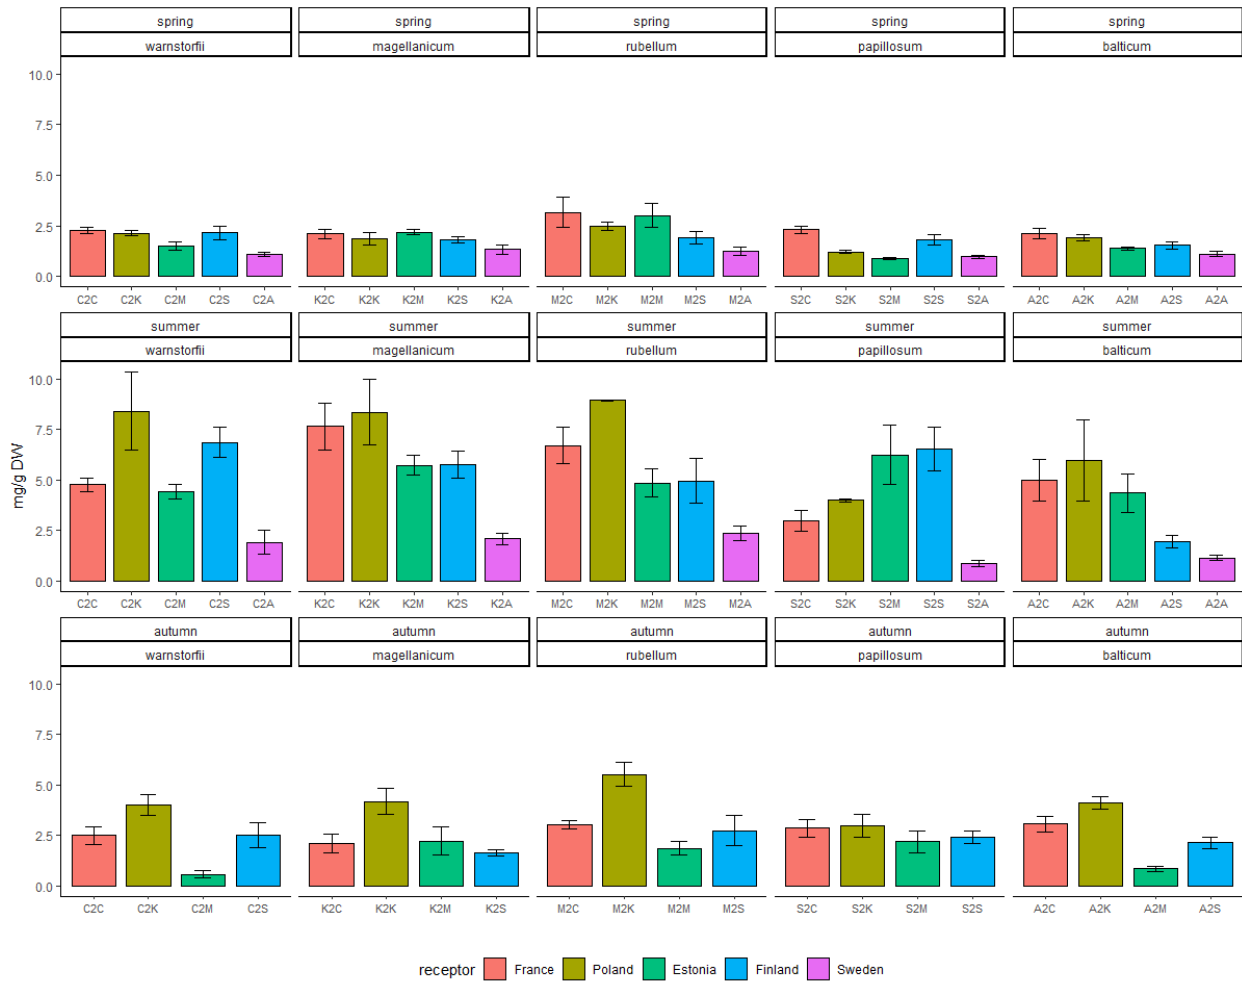 spring spring spring spring spring
warnstorfii magellanicum rubellum papillosum balticum
10.0
7.5
5.0
2.5
0.0
C2C C2K C2M C2S C2A K2C K2K K2M K2S K2A M2C M2K M2M M2S M2A S2C S2K S2M S2S S2A A2C A2K A2M A2S A2A
summer summer summer summer summer
warnstorfii magellanicum rubellum papillosum balticum
mg/g DW
10.0
7.5
5.0
2.5
0.0
C2C C2K C2M C2S C2A K2C K2K K2M K2S K2A M2C M2K M2M M2S M2A S2C S2K S2M S2S S2A A2C A2K A2M A2S A2A
autumn autumn autumn autumn autumn
warnstorfii magellanicum rubellum papillosum balticum
10.0
7.5
5.0
2.5
0.0
C2C C2K C2M C2S K2C K2K K2M K2S M2C M2K M2M M2S S2C S2K S2M S2S A2C A2K A2M A2S
receptor France Poland Estonia Finland Sweden